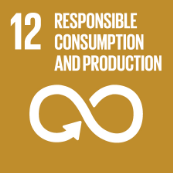 12 RESPONSIBLE
CONSUMPTION
AND PRODUCTION